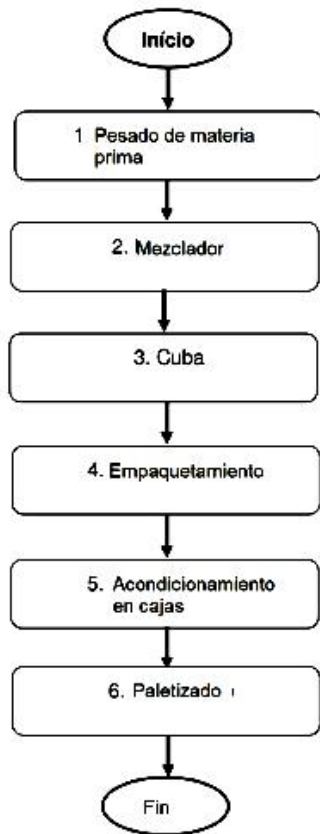 Início
1 Pesado de materia
prima
2. Mezclador
3. Cuba
4. Empaquetamiento
5. Acondicionamiento
en cajas
6. Paletizado
Fin